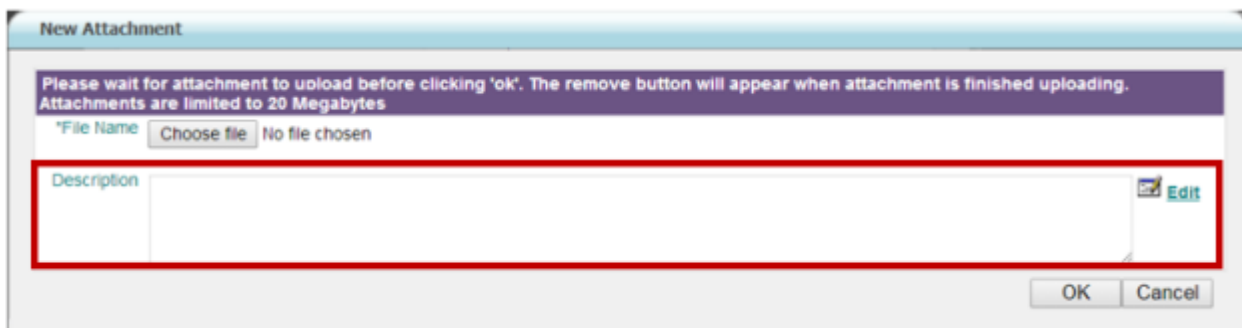 New Attachment
Please wait for attachment to upload before clicking 'ok'. The remove button will appear when attachment is finished uploading.
Attachments are limited to 20 Megabytes
*File Name Choose file No file chosen
Description Edit
OK Cancel